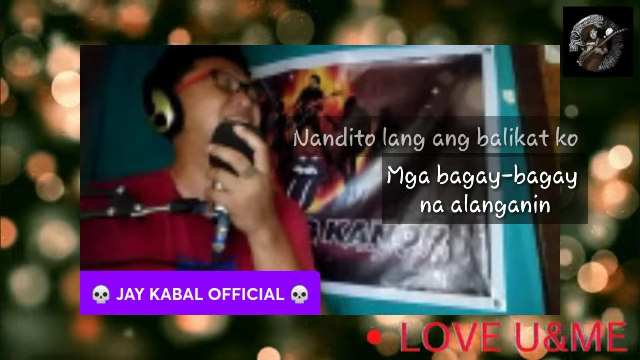 Nandito lang ang balikat ko
Mga bagay-bagay
na alanganin
💀 JAY KABAL OFFICIAL 💀
LOVE U&ME